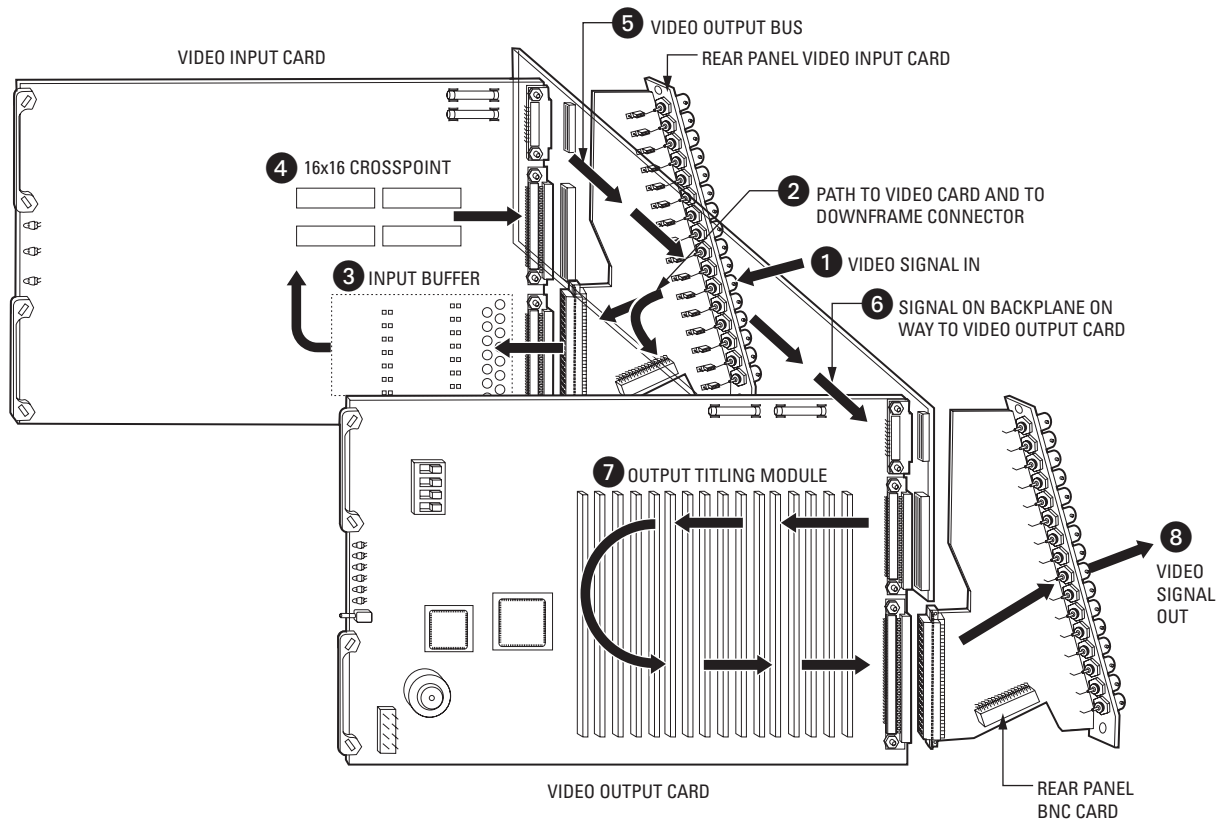 5 VIDEO OUTPUT BUS
VIDEO INPUT CARD
REAR PANEL VIDEO INPUT CARD
4 16x16 CROSSPOINT
2 PATH TO VIDEO CARD AND TO
DOWNFRAME CONNECTOR
3 INPUT BUFFER
1 VIDEO SIGNAL IN
6 SIGNAL ON BACKPLANE ON
WAY TO VIDEO OUTPUT CARD
7 OUTPUT TITLING MODULE
8
VIDEO
SIGNAL
OUT
VIDEO OUTPUT CARD
REAR PANEL
BNC CARD